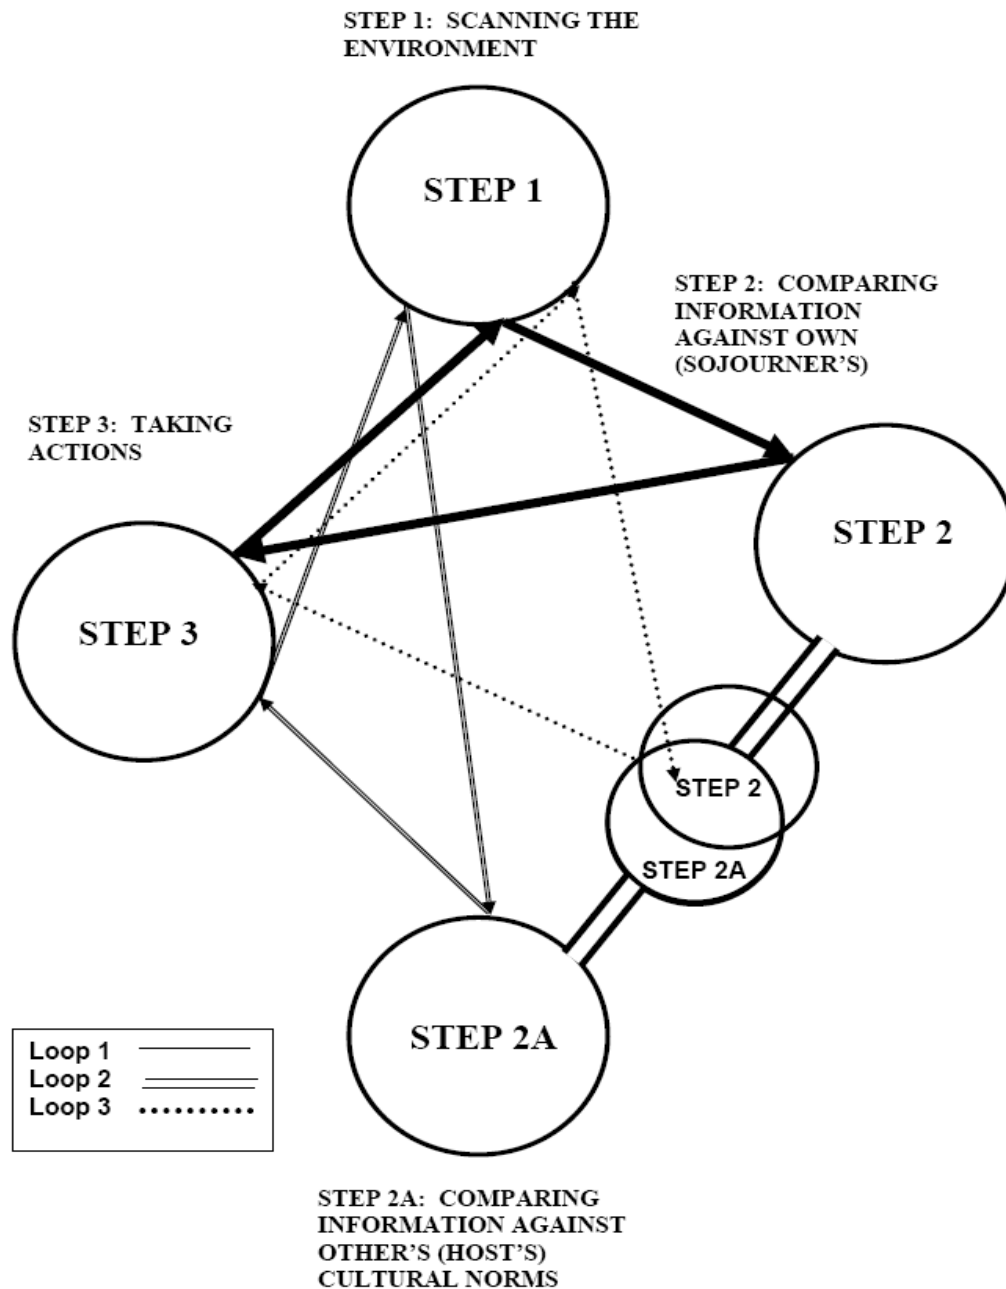 STEP 1: SCANNING THE
ENVIRONMENT
STEP 1
STEP 2: COMPARING
INFORMATION
AGAINST OWN
(SOJOURNER'S)
STEP 3: TAKING
ACTIONS
STEP 2
STEP 3
STEP 2
STEP 2A
STEP 2A
Loop 1
Loop 2
Loop 3
STEP 2A: COMPARING
INFORMATION AGAINST
OTHER'S (HOST'S)
CULTURAL NORMS